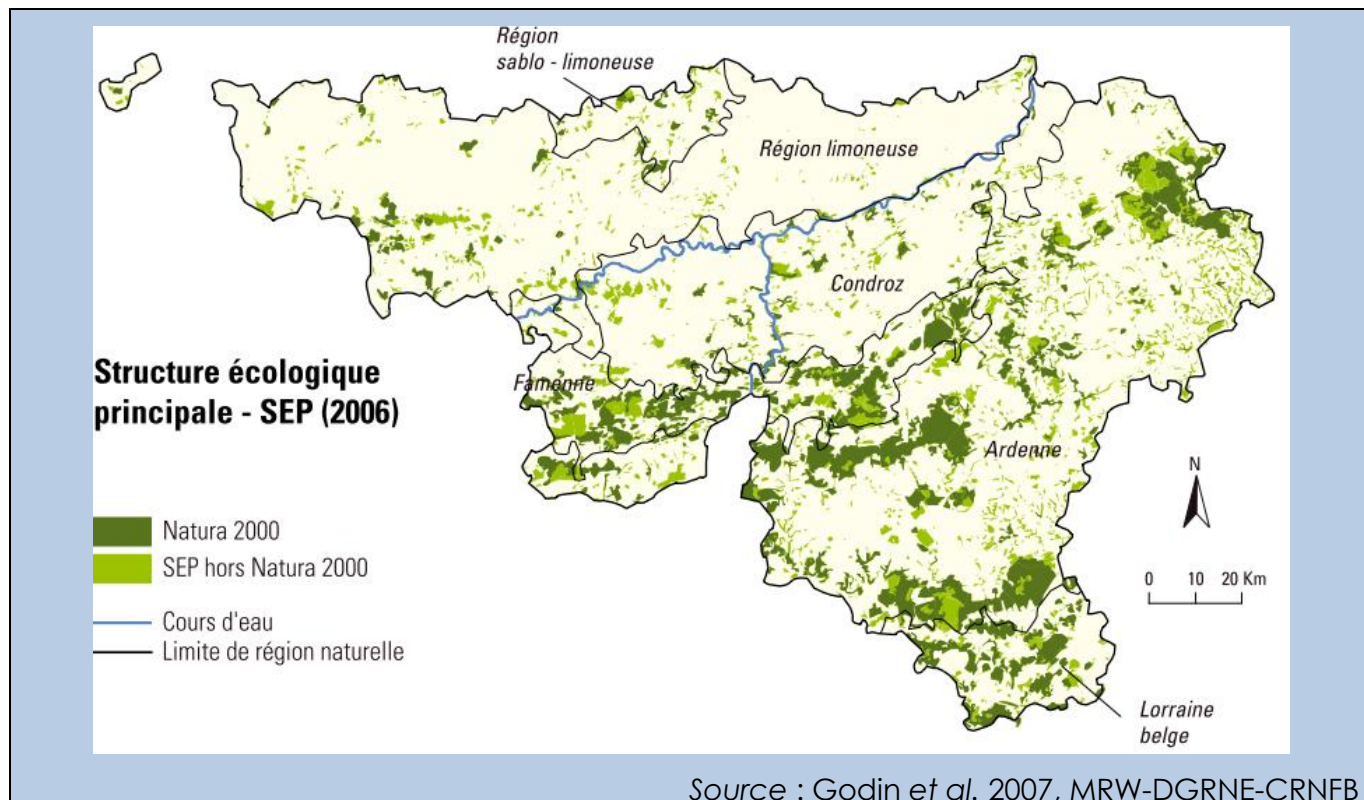 Région
sablo - limoneuse
Région limoneuse
Condroz
Famenne
Ardenne
Structure écologique
principale - SEP (2006)
Natura 2000
SEP hors Natura 2000
Cours d'eau
Limite de région naturelle
N
0 10 20 Km
Lorraine
belge
Source : Godin et al. 2007, MRW-DGRNE-CRNFB